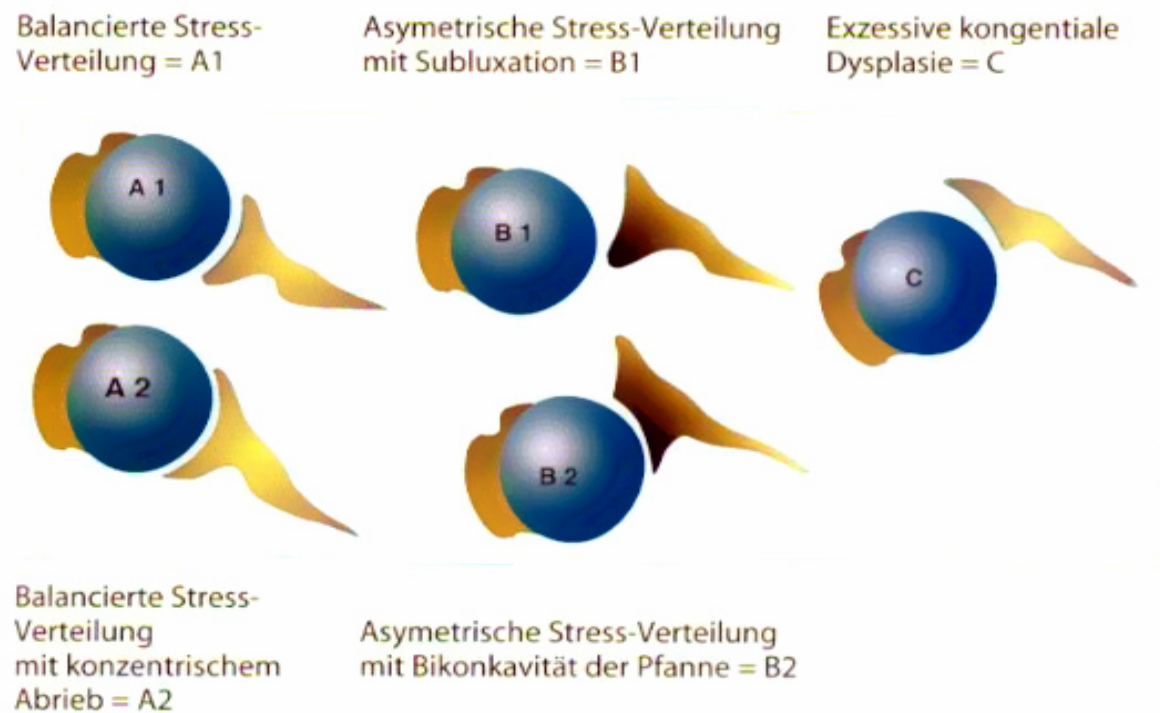 Balancierte Stress-
Verteilung = A1
Asymetrische Stress-Verteilung
mit Subluxation = B1
Exzessive kongentiale
Dysplasie = C
A 1
B 1
C
A 2
B 2
Balancierte Stress-
Verteilung
mit konzentrischem
Abrieb = A2
Asymetrische Stress-Verteilung
mit Bikonkavität der Pfanne = B2